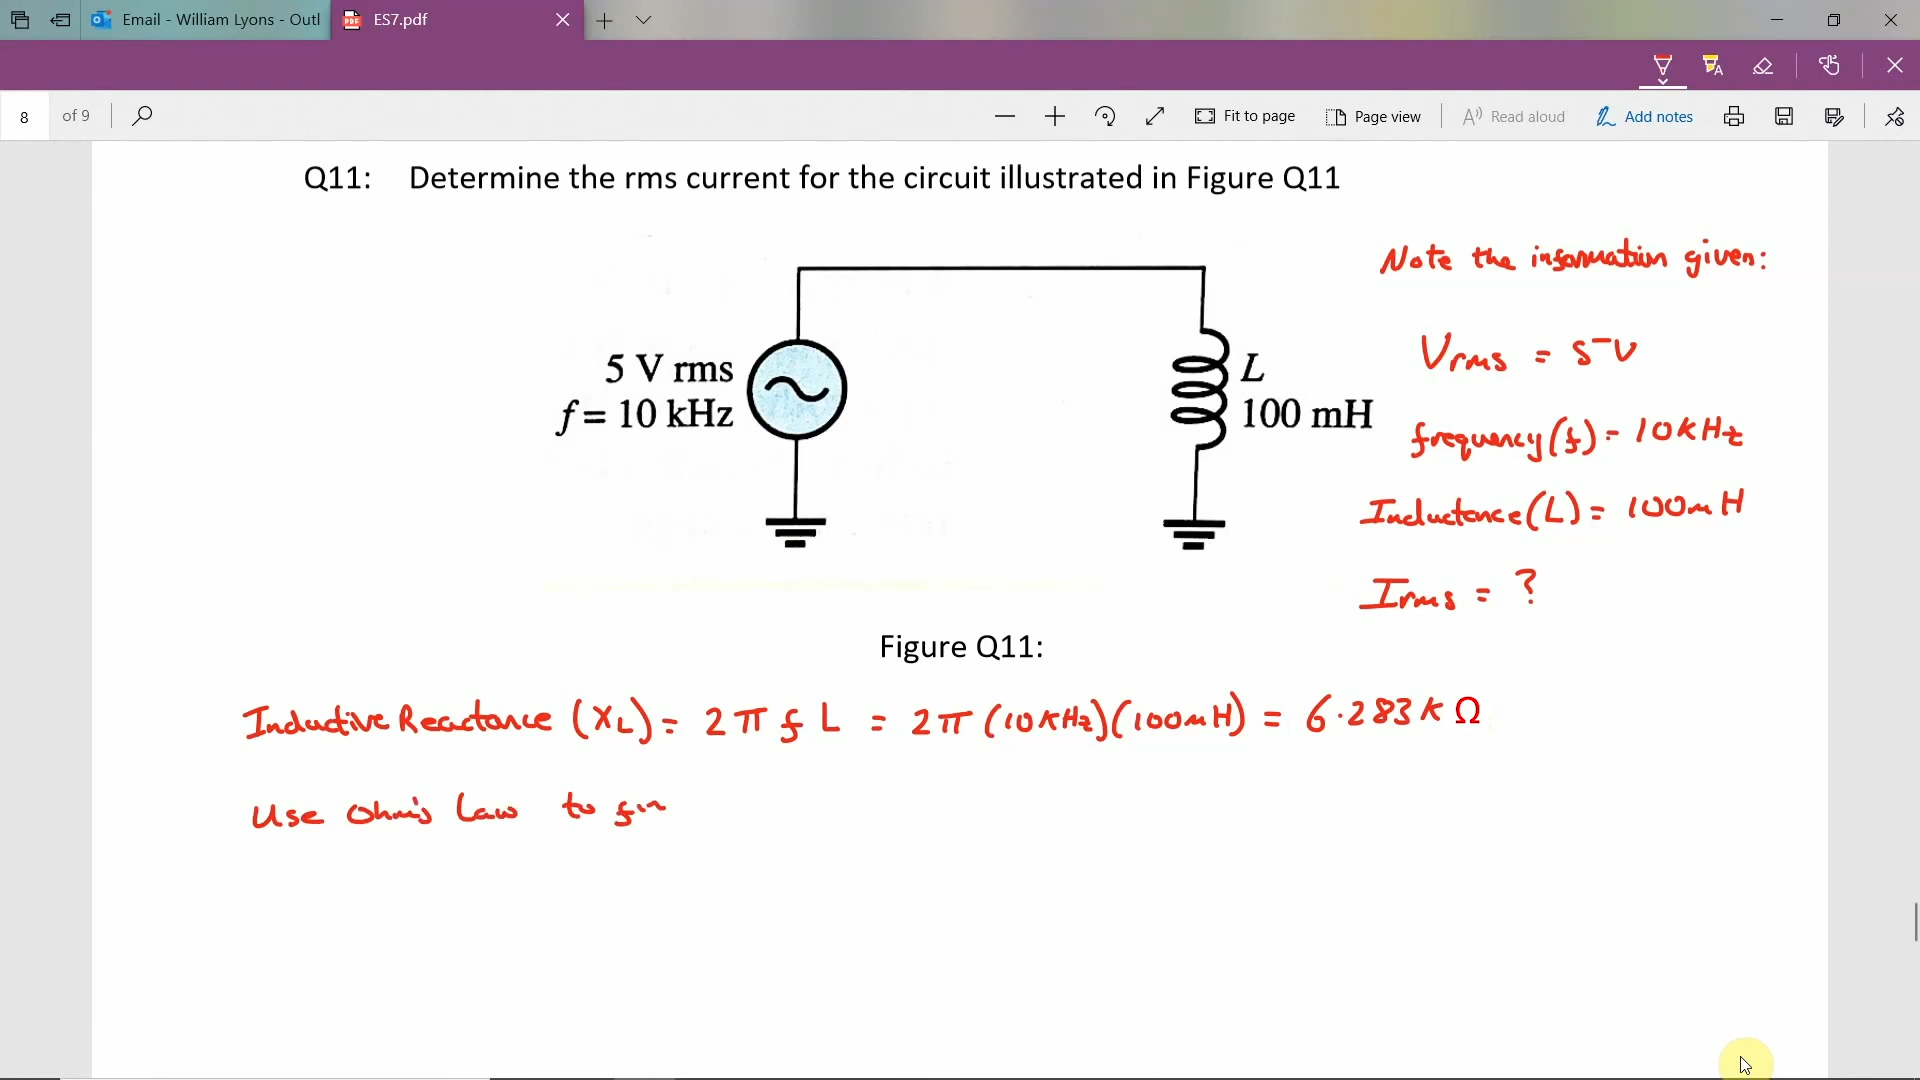 Email - William Lyons - Outl
ES7.pdf
8 of 9
Fit to page
Page view
Read aloud
Add notes
Q11: Determine the rms current for the circuit illustrated in Figure Q11
5 V rms
f = 10 kHz
L
100 mH
Note the information given:
Vrms = 5V
frequency (f) = 10KHz
Inductance (L) = 100mH
Irms = ?
Figure Q11:
Inductive Reactance (XL) = 2πfL = 2π(10KHz)(100mH) = 6.283K Ω
Use Ohm's Law to fin